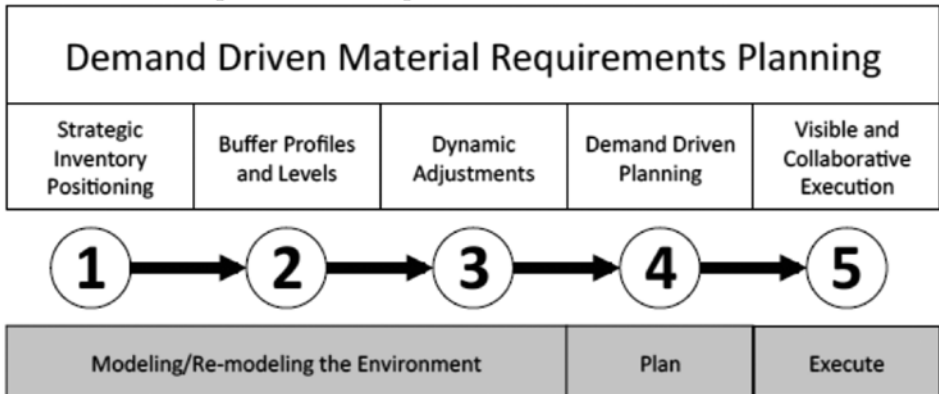 Demand Driven Material Requirements Planning
Strategic
Inventory
Positioning
Buffer Profiles
and Levels
Dynamic
Adjustments
Demand Driven
Planning
Visible and
Collaborative
Execution
1
2
3
4
5
Modeling/Re-modeling the Environment
Plan
Execute